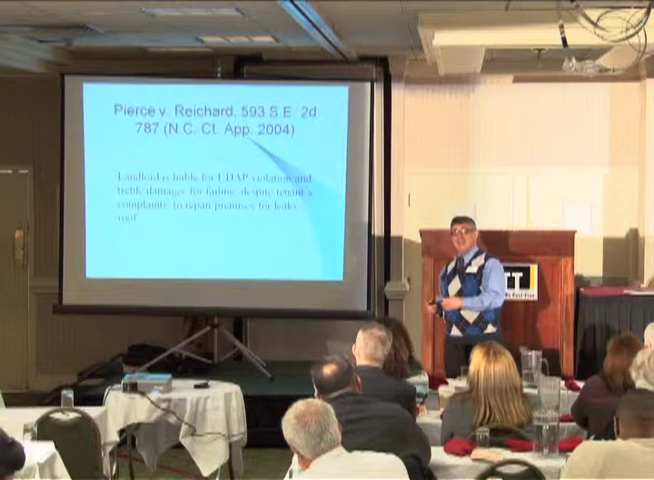 Pierce v. Reichard, 593 S.E. 2d
787 (N.C. Ct. App. 2004)
Landlord is liable for UDAP violation and
treble damages for failing, despite tenant's
complaints, to repair premises for leaky
roof
TT